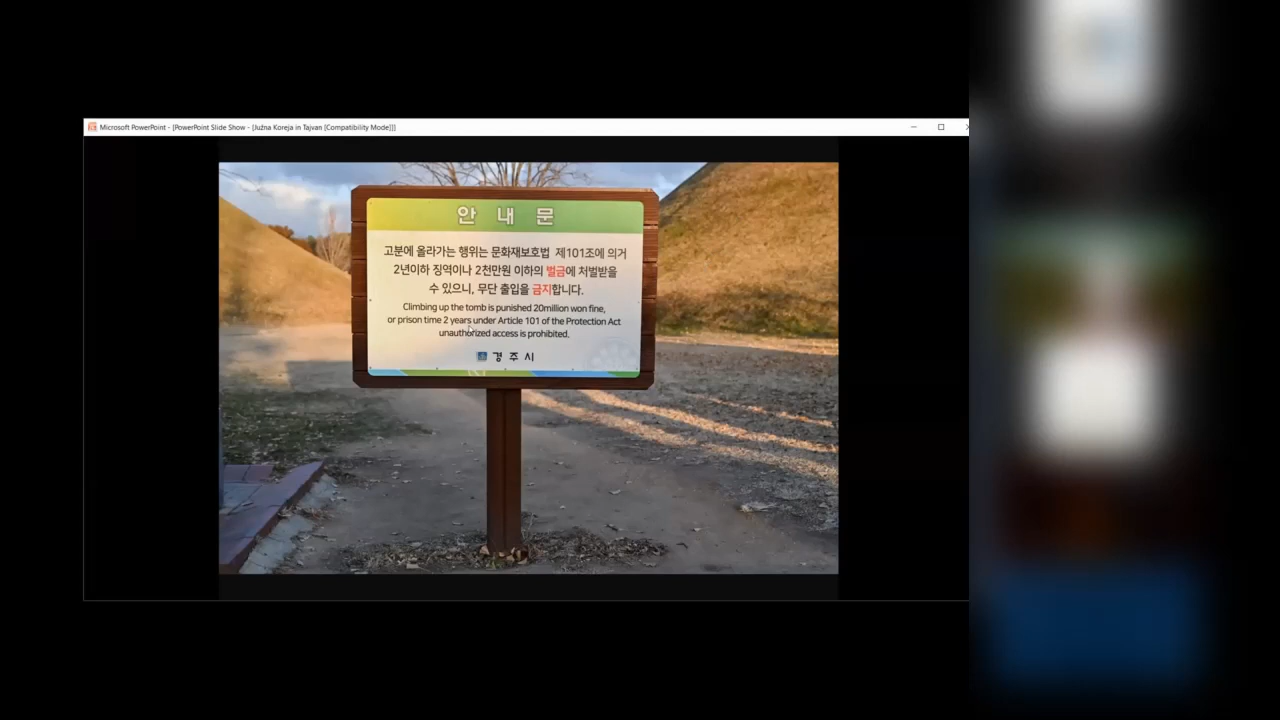 Microsoft PowerPoint - [PowerPoint Slide Show - [Južna Koreja in Tajvan [Compatibility Mode]]]
안 내 문
고분에 올라가는 행위는 문화재보호법 제101조에 의거
2년이하 징역이나 2천만원 이하의 벌금에 처벌받을
수 있으니, 무단 출입을 금지합니다.
Climbing up the tomb is punished 20million won fine,
or prison time 2 years under Article 101 of the Protection Act
unauthorized access is prohibited.
경주시